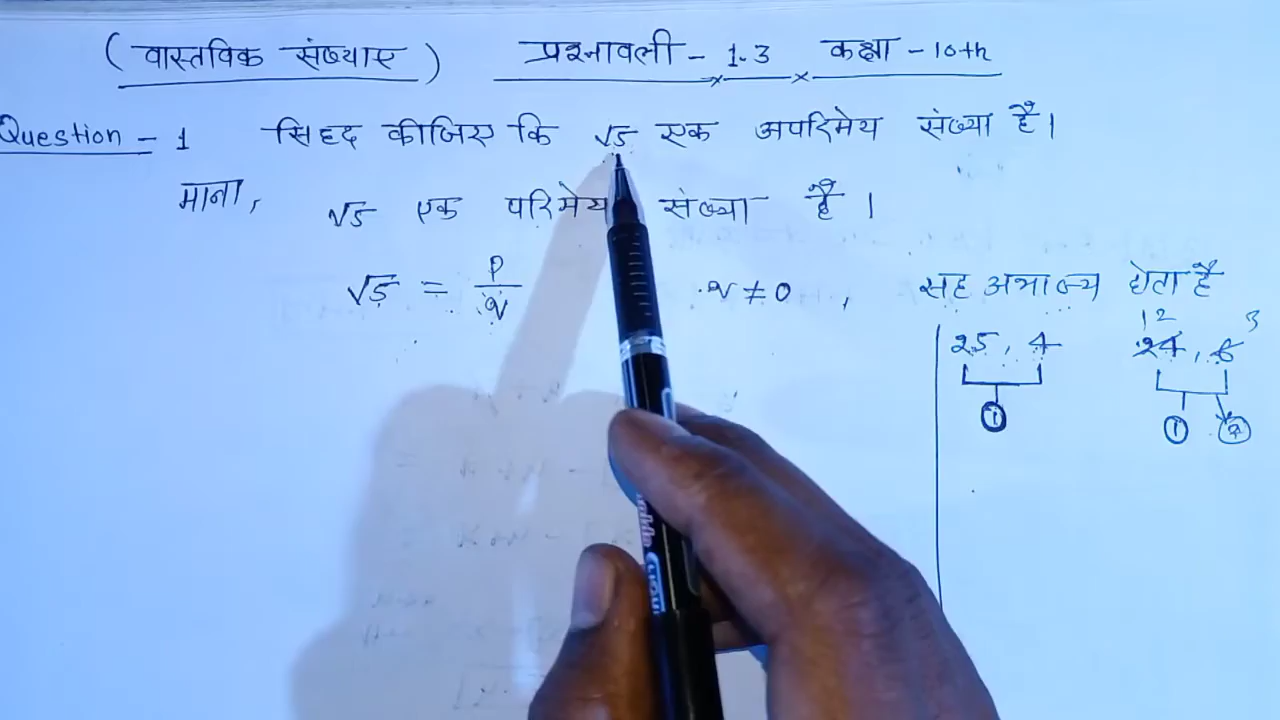 ( वास्तविक संख्याए ) प्रश्नावली - 1.3 कक्षा - 10th
Question - 1 सिद्द कीजिए कि √5 एक अपरिमेय संख्या है।
माना, √5 एक परिमेय संख्या है।
√5 = p/q q ≠ 0 , सह अभाज्य होता है
12 3
25, 4 24, 6
1 1 2